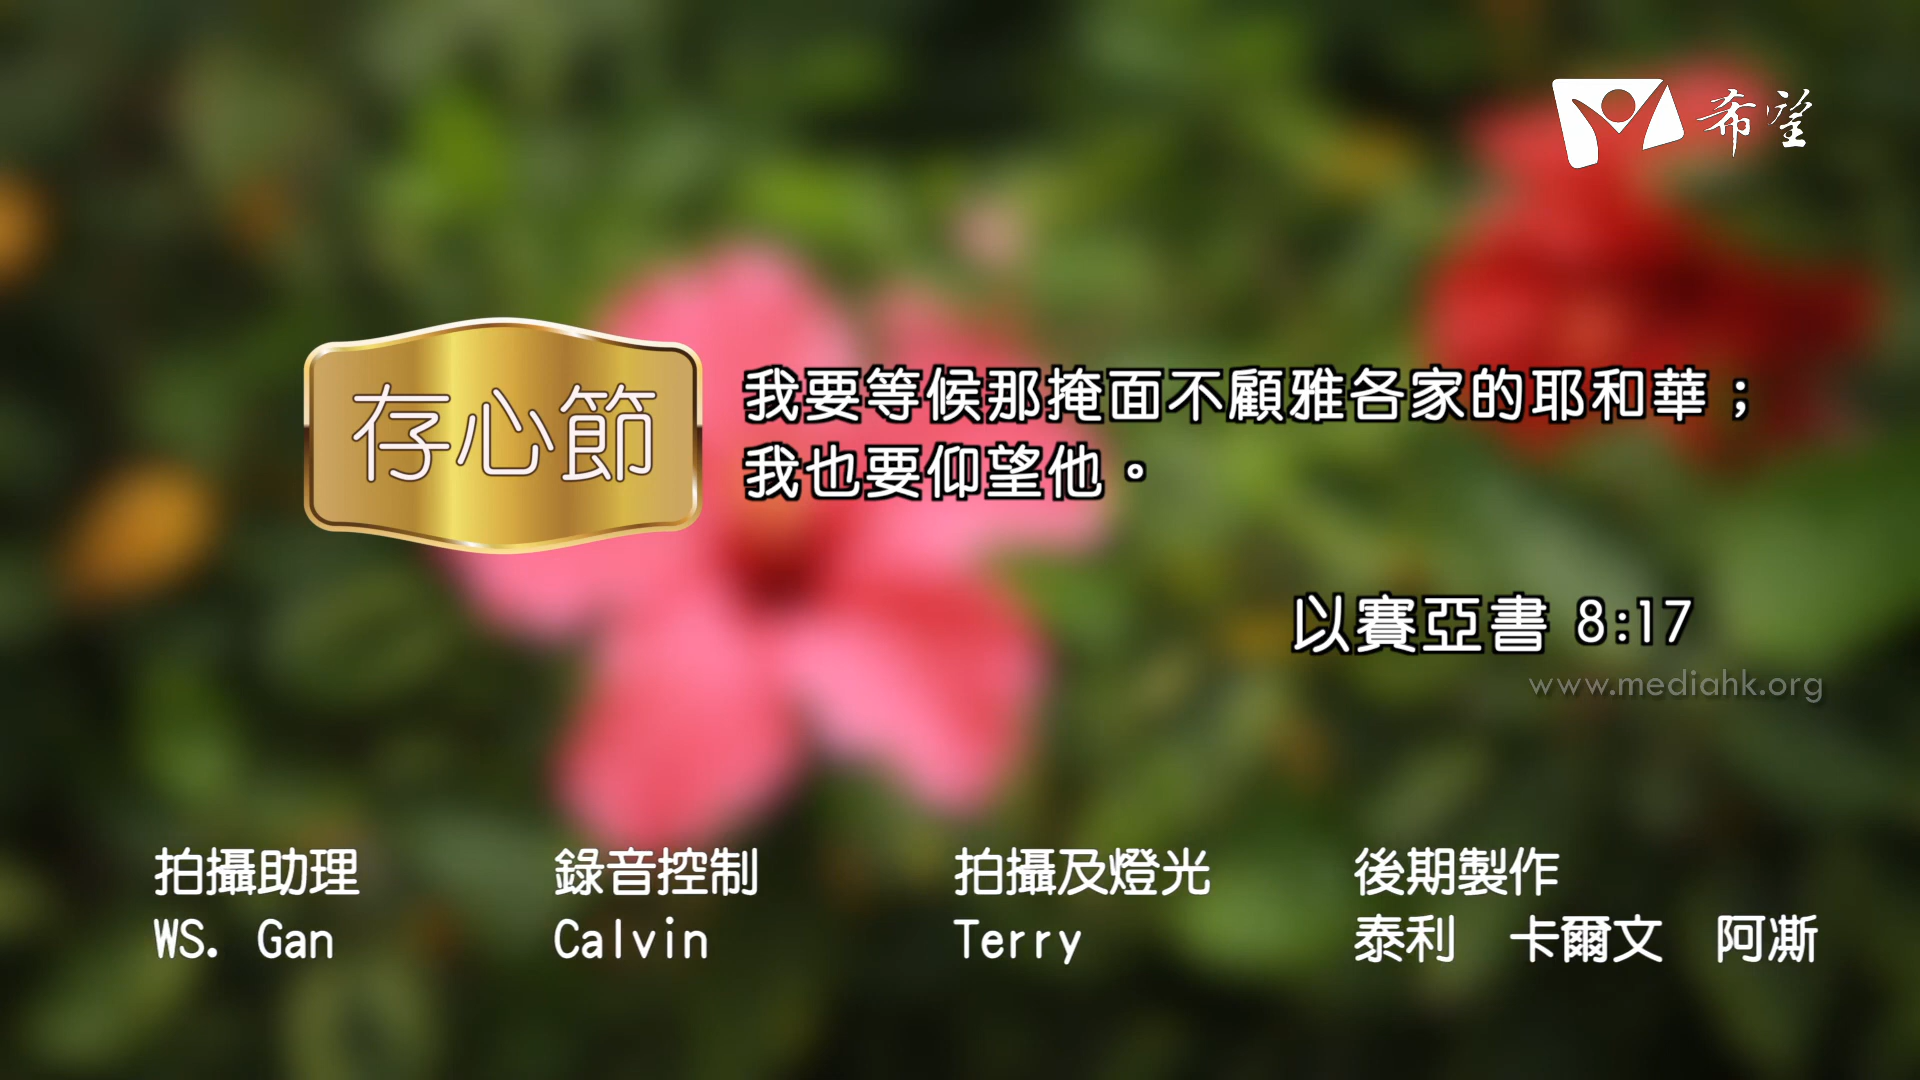 希望
存心節
我要等候那掩面不顧雅各家的耶和華；
我也要仰望他。
以賽亞書 8:17
www.mediahk.org
拍攝助理 錄音控制 拍攝及燈光 後期製作
WS. Gan Calvin Terry 泰利 卡爾文 阿凘